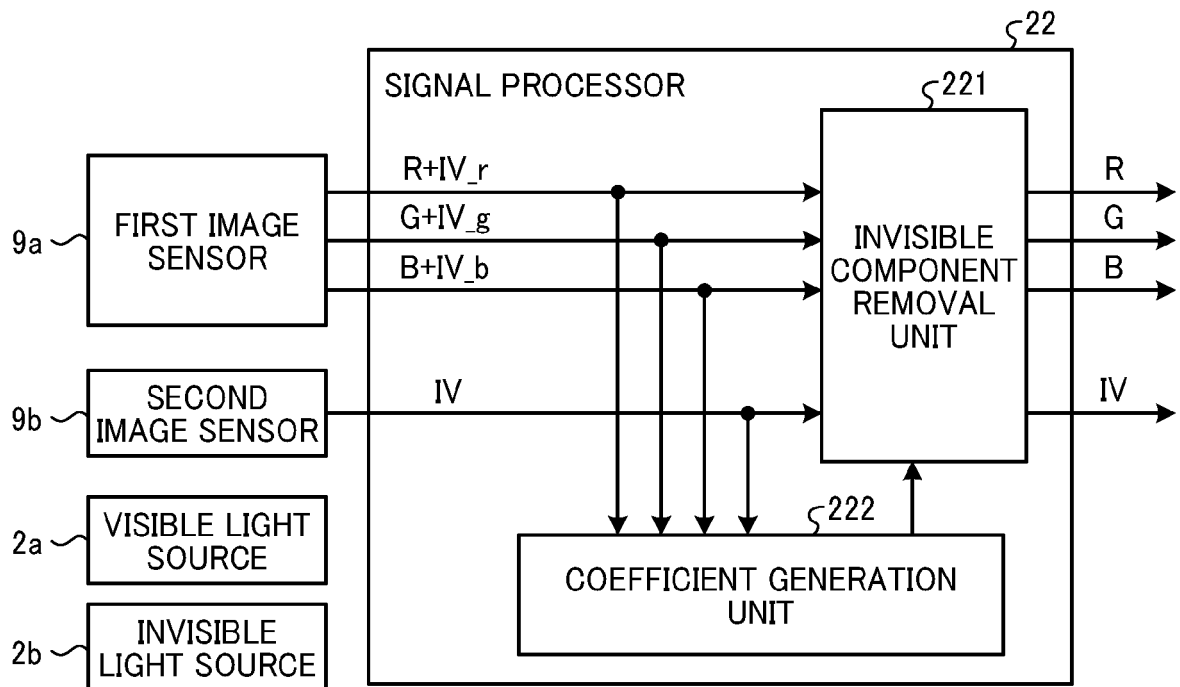 22
SIGNAL PROCESSOR
221
R+IV_r
R
9a
FIRST IMAGE
SENSOR
G+IV_g
G
B+IV_b
B
INVISIBLE
COMPONENT
REMOVAL
UNIT
9b
SECOND
IMAGE SENSOR
IV
IV
2a
VISIBLE LIGHT
SOURCE
222
COEFFICIENT GENERATION
UNIT
2b
INVISIBLE
LIGHT SOURCE